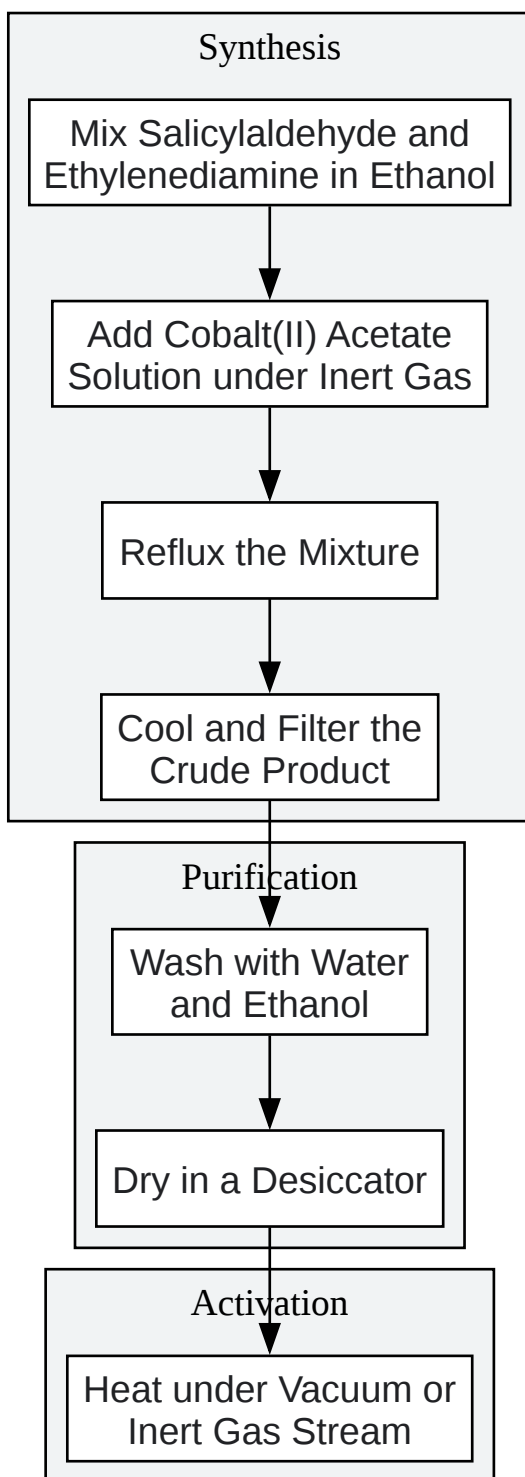 Synthesis
Mix Salicylaldehyde and
Ethylenediamine in Ethanol
Add Cobalt(II) Acetate
Solution under Inert Gas
Reflux the Mixture
Cool and Filter the
Crude Product
Purification
Wash with Water
and Ethanol
Dry in a Desiccator
Activation
Heat under Vacuum or
Inert Gas Stream